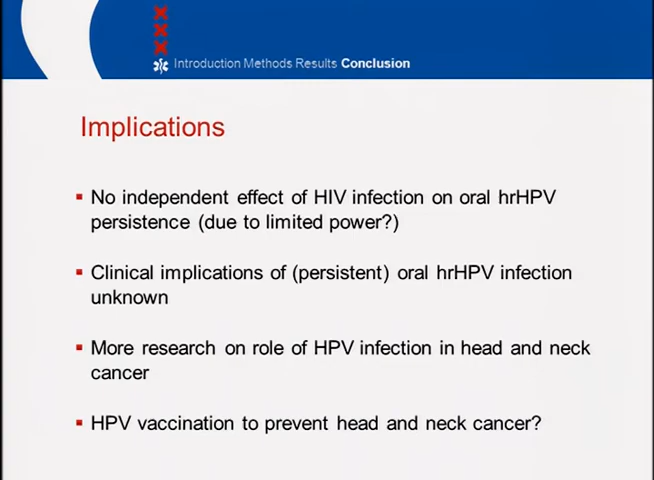 Introduction Methods Results Conclusion
Implications
No independent effect of HIV infection on oral hrHPV
persistence (due to limited power?)
Clinical implications of (persistent) oral hrHPV infection
unknown
More research on role of HPV infection in head and neck
cancer
HPV vaccination to prevent head and neck cancer?